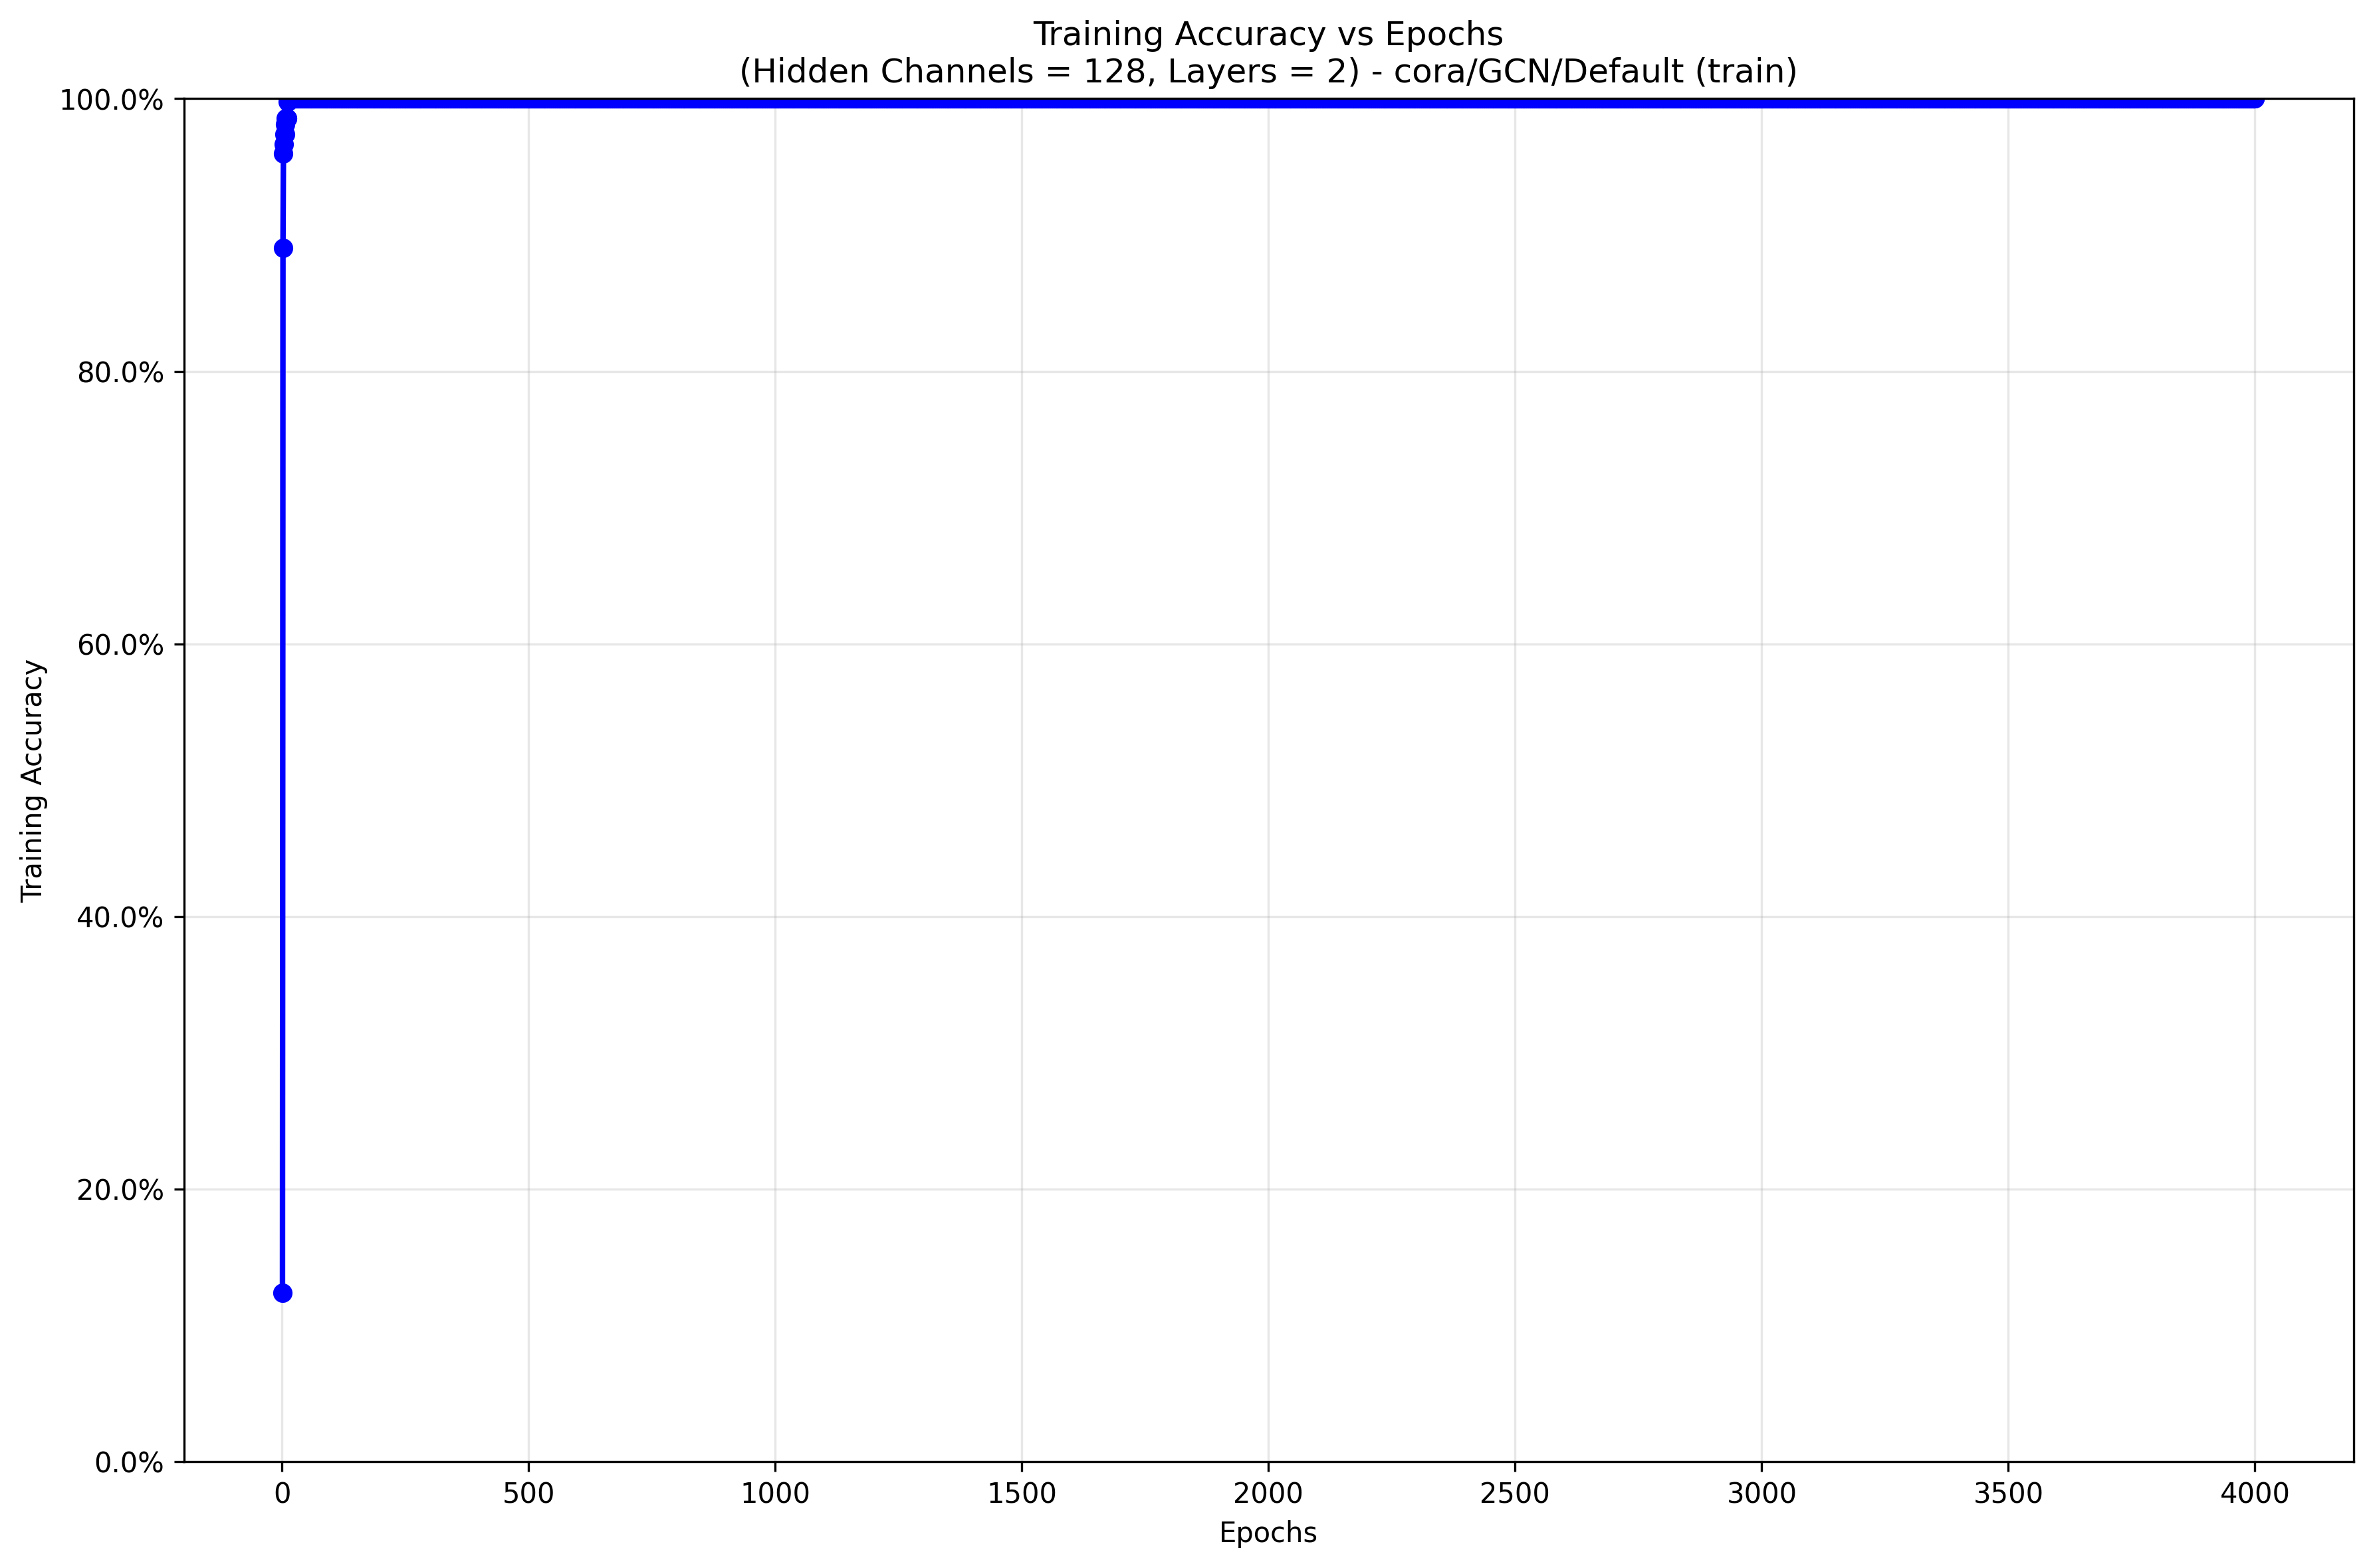 Training Accuracy vs Epochs
(Hidden Channels = 128, Layers = 2) - cora/GCN/Default (train)
100.0%
80.0%
60.0%
40.0%
20.0%
0.0%
Training Accuracy
0 500 1000 1500 2000 2500 3000 3500 4000
Epochs